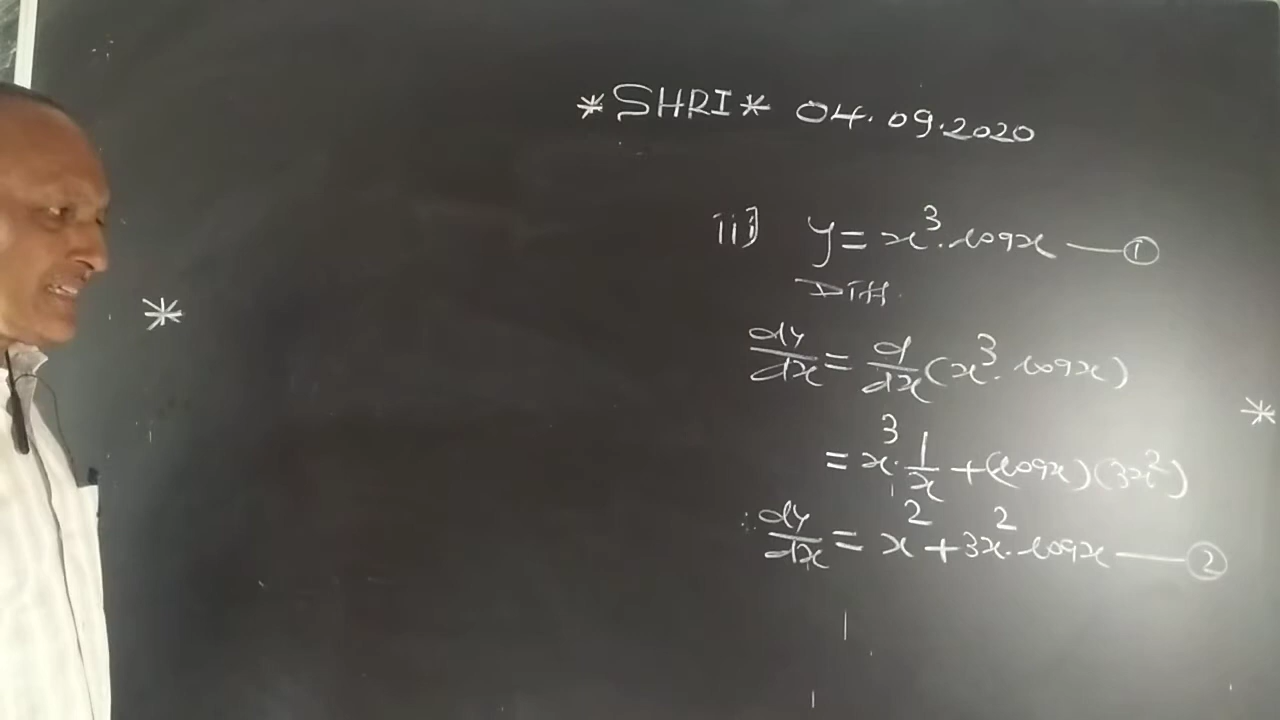 *SHRI* 04.09.2020
iii) y = x³. logx —①
Diff.
dy/dx = d/dx (x³. logx)
= x³. 1/x + (logx)(3x²)
∴ dy/dx = x² + 3x². logx —②